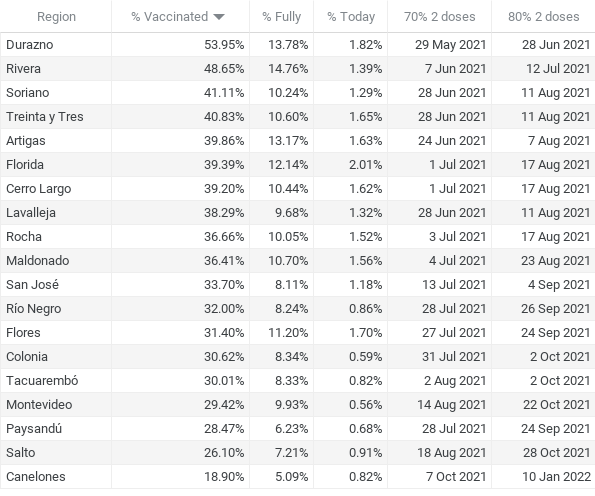 Region % Vaccinated % Fully % Today 70% 2 doses 80% 2 doses
Durazno 53.95% 13.78% 1.82% 29 May 2021 28 Jun 2021
Rivera 48.65% 14.76% 1.39% 7 Jun 2021 12 Jul 2021
Soriano 41.11% 10.24% 1.29% 28 Jun 2021 11 Aug 2021
Treinta y Tres 40.83% 10.60% 1.65% 28 Jun 2021 11 Aug 2021
Artigas 39.86% 13.17% 1.63% 24 Jun 2021 7 Aug 2021
Florida 39.39% 12.14% 2.01% 1 Jul 2021 17 Aug 2021
Cerro Largo 39.20% 10.44% 1.62% 1 Jul 2021 17 Aug 2021
Lavalleja 38.29% 9.68% 1.32% 28 Jun 2021 11 Aug 2021
Rocha 36.66% 10.05% 1.52% 3 Jul 2021 17 Aug 2021
Maldonado 36.41% 10.70% 1.56% 4 Jul 2021 23 Aug 2021
San José 33.70% 8.11% 1.18% 13 Jul 2021 4 Sep 2021
Río Negro 32.00% 8.24% 0.86% 28 Jul 2021 26 Sep 2021
Flores 31.40% 11.20% 1.70% 27 Jul 2021 24 Sep 2021
Colonia 30.62% 8.34% 0.59% 31 Jul 2021 2 Oct 2021
Tacuarembó 30.01% 8.33% 0.82% 2 Aug 2021 2 Oct 2021
Montevideo 29.42% 9.93% 0.56% 14 Aug 2021 22 Oct 2021
Paysandú 28.47% 6.23% 0.68% 28 Jul 2021 24 Sep 2021
Salto 26.10% 7.21% 0.91% 18 Aug 2021 28 Oct 2021
Canelones 18.90% 5.09% 0.82% 7 Oct 2021 10 Jan 2022